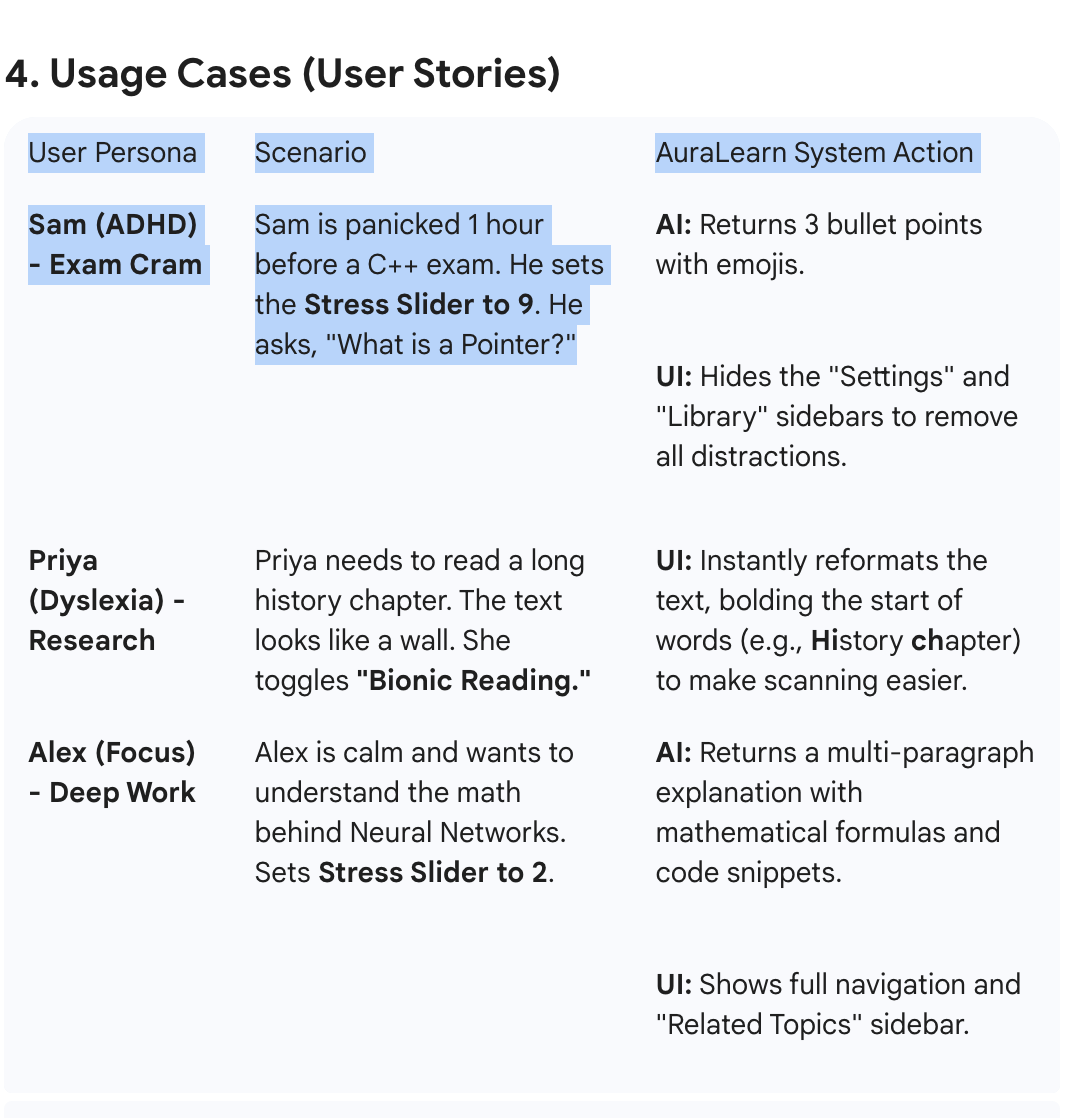 4. Usage Cases (User Stories)
User Persona
Scenario
AuraLearn System Action
Sam (ADHD)
- Exam Cram
Sam is panicked 1 hour
before a C++ exam. He sets
the Stress Slider to 9. He
asks, "What is a Pointer?"
AI: Returns 3 bullet points
with emojis.
UI: Hides the "Settings" and
"Library" sidebars to remove
all distractions.
Priya
(Dyslexia) -
Research
Priya needs to read a long
history chapter. The text
looks like a wall. She
toggles "Bionic Reading."
UI: Instantly reformats the
text, bolding the start of
words (e.g., History chapter)
to make scanning easier.
Alex (Focus)
- Deep Work
Alex is calm and wants to
understand the math
behind Neural Networks.
Sets Stress Slider to 2.
AI: Returns a multi-paragraph
explanation with
mathematical formulas and
code snippets.
UI: Shows full navigation and
"Related Topics" sidebar.